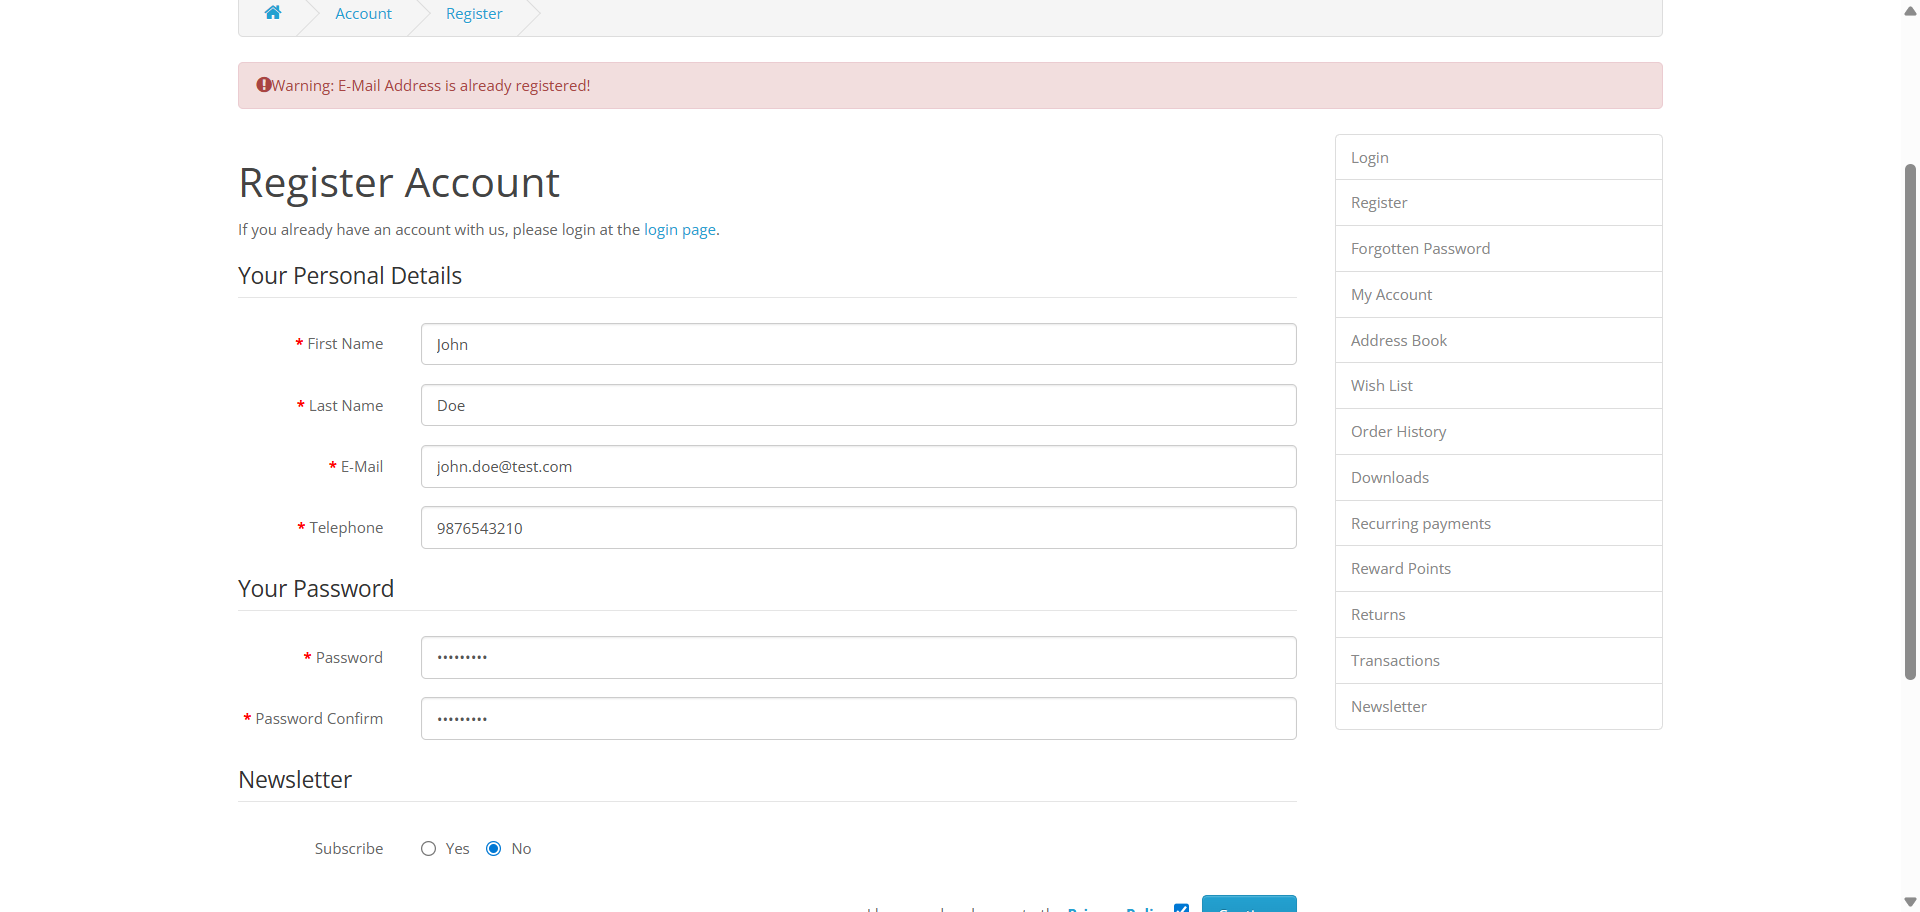 Account
Register
Warning: E-Mail Address is already registered!
Register Account
If you already have an account with us, please login at the login page.
Your Personal Details
* First Name
John
* Last Name
Doe
* E-Mail
john.doe@test.com
* Telephone
9876543210
Your Password
* Password
•••••••••
* Password Confirm
•••••••••
Newsletter
Subscribe
Yes
No
Login
Register
Forgotten Password
My Account
Address Book
Wish List
Order History
Downloads
Recurring payments
Reward Points
Returns
Transactions
Newsletter